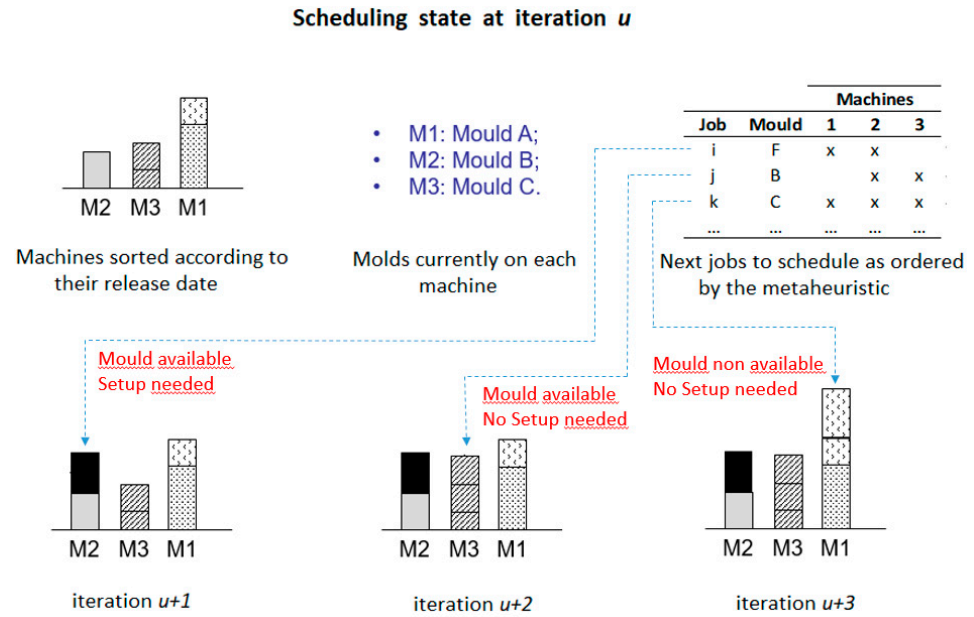 Scheduling state at iteration u
M2 M3 M1
Machines sorted according to
their release date
• M1: Mould A;
• M2: Mould B;
• M3: Mould C.
Molds currently on each
machine
Machines
Job Mould 1 2 3
i F x x
j B x x
k C x x x
... ... ... ... ...
Next jobs to schedule as ordered
by the metaheuristic
Mould available
Setup needed
M2 M3 M1
iteration u+1
Mould available
No Setup needed
M2 M3 M1
iteration u+2
Mould non available
No Setup needed
M2 M3 M1
iteration u+3